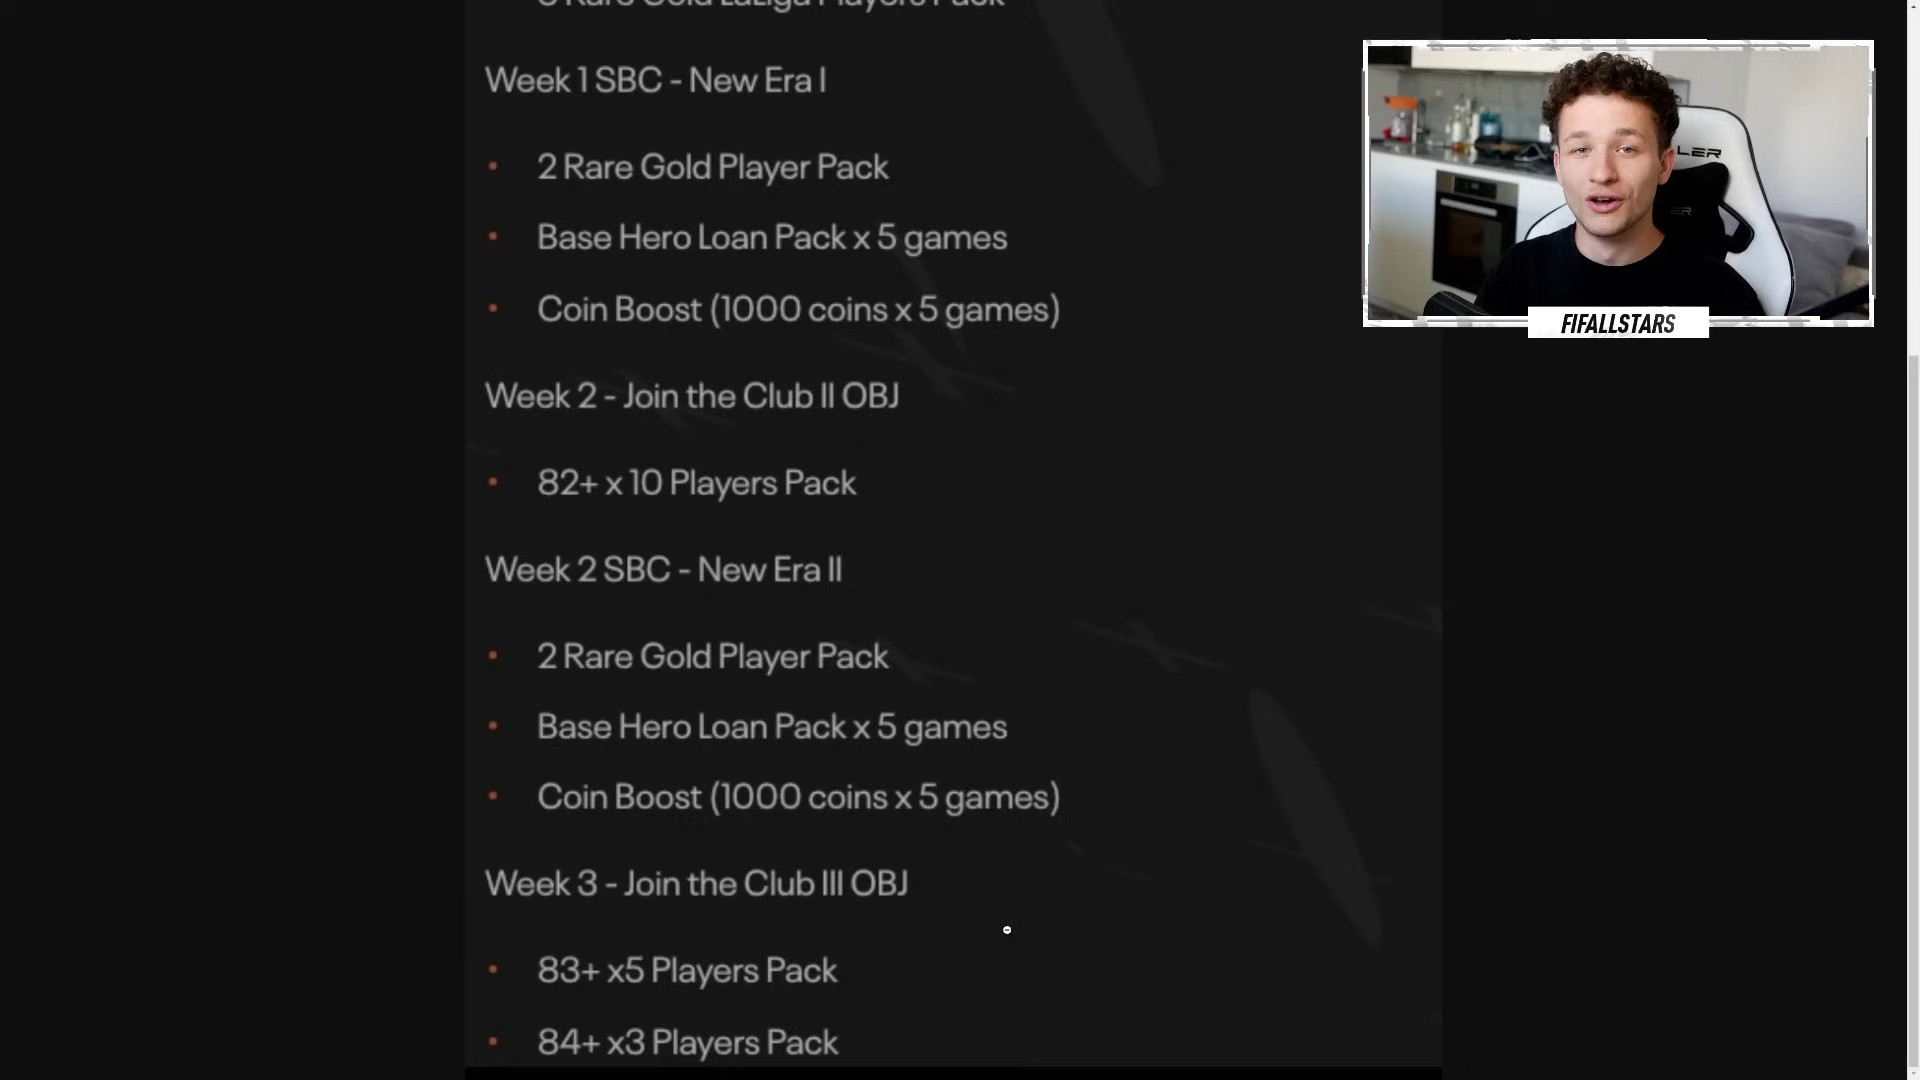 Week 1 SBC - New Era I
• 2 Rare Gold Player Pack
• Base Hero Loan Pack x 5 games
• Coin Boost (1000 coins x 5 games)
Week 2 - Join the Club II OBJ
• 82+ x 10 Players Pack
Week 2 SBC - New Era II
• 2 Rare Gold Player Pack
• Base Hero Loan Pack x 5 games
• Coin Boost (1000 coins x 5 games)
Week 3 - Join the Club III OBJ
• 83+ x5 Players Pack
• 84+ x3 Players Pack
LER
FIFALLSTARS